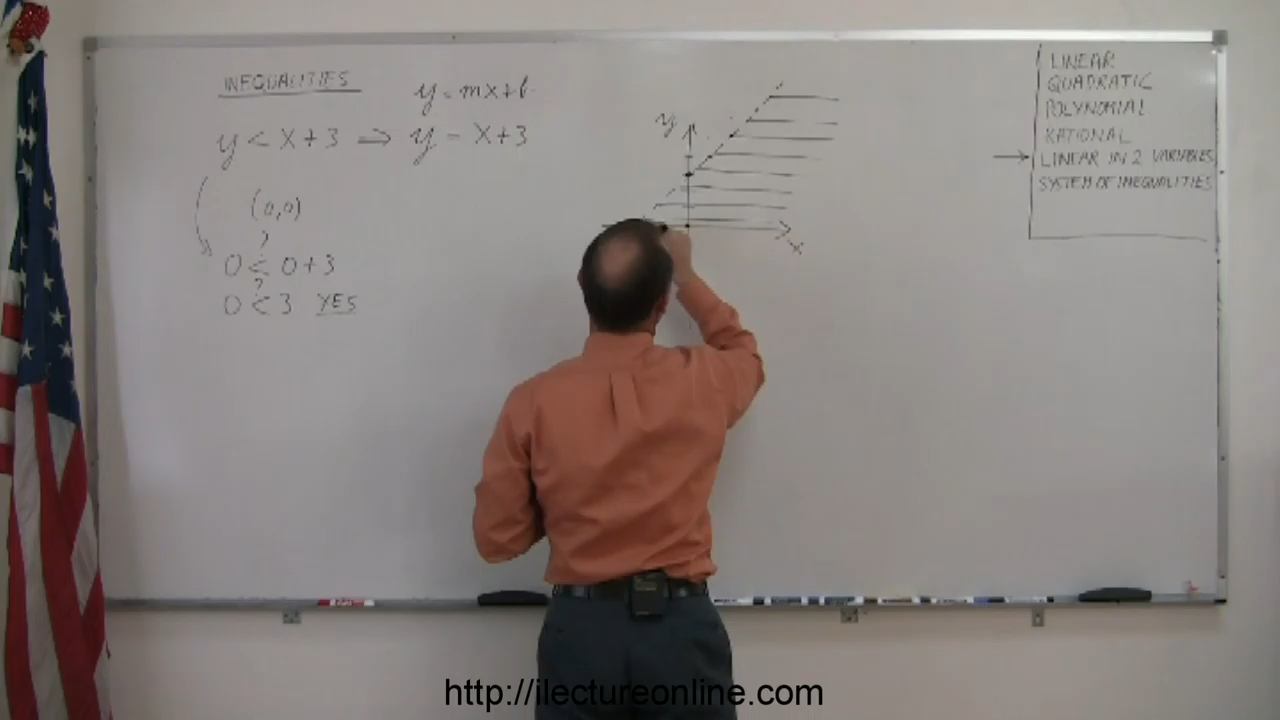 INEQUALITIES
y = mx+b
y < x+3 ⇒ y = x+3
(0,0)
?
0 < 0+3
?
0 < 3 YES
y
x
LINEAR
QUADRATIC
POLYNOMIAL
RATIONAL
→ LINEAR IN 2 VARIABLES
SYSTEM OF INEQUALITIES
http://ilectureonline.com